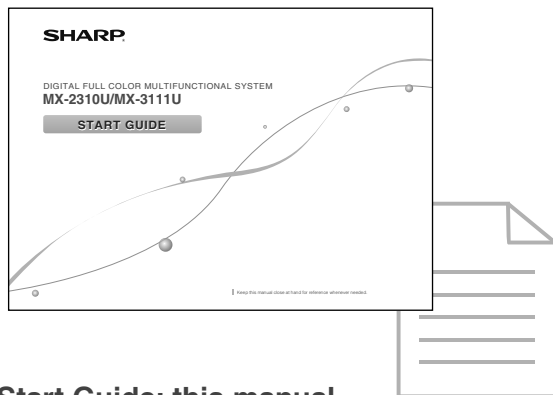 SHARP
DIGITAL FULL COLOR MULTIFUNCTIONAL SYSTEM
MX-2310U/MX-3111U
START GUIDE
Keep this manual close at hand for reference whenever needed.
Start Guide: this manual